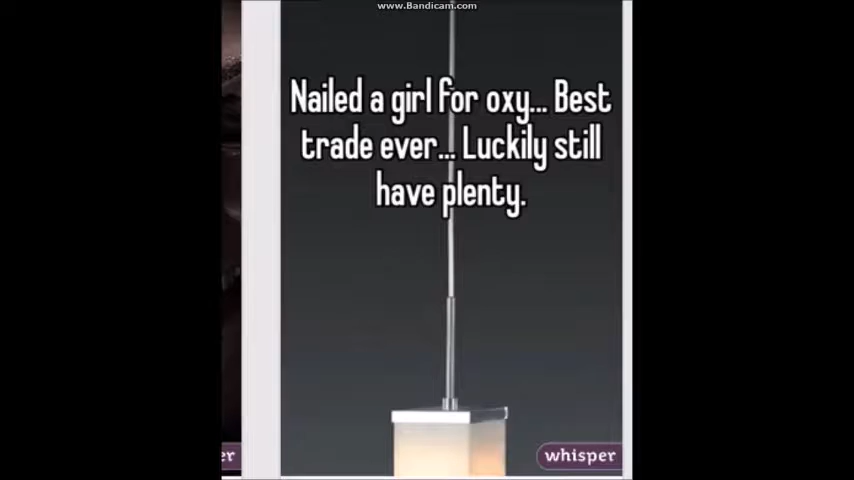 www.Bandicam.com
Nailed a girl for oxy... Best
trade ever... Luckily still
have plenty.
er
whisper